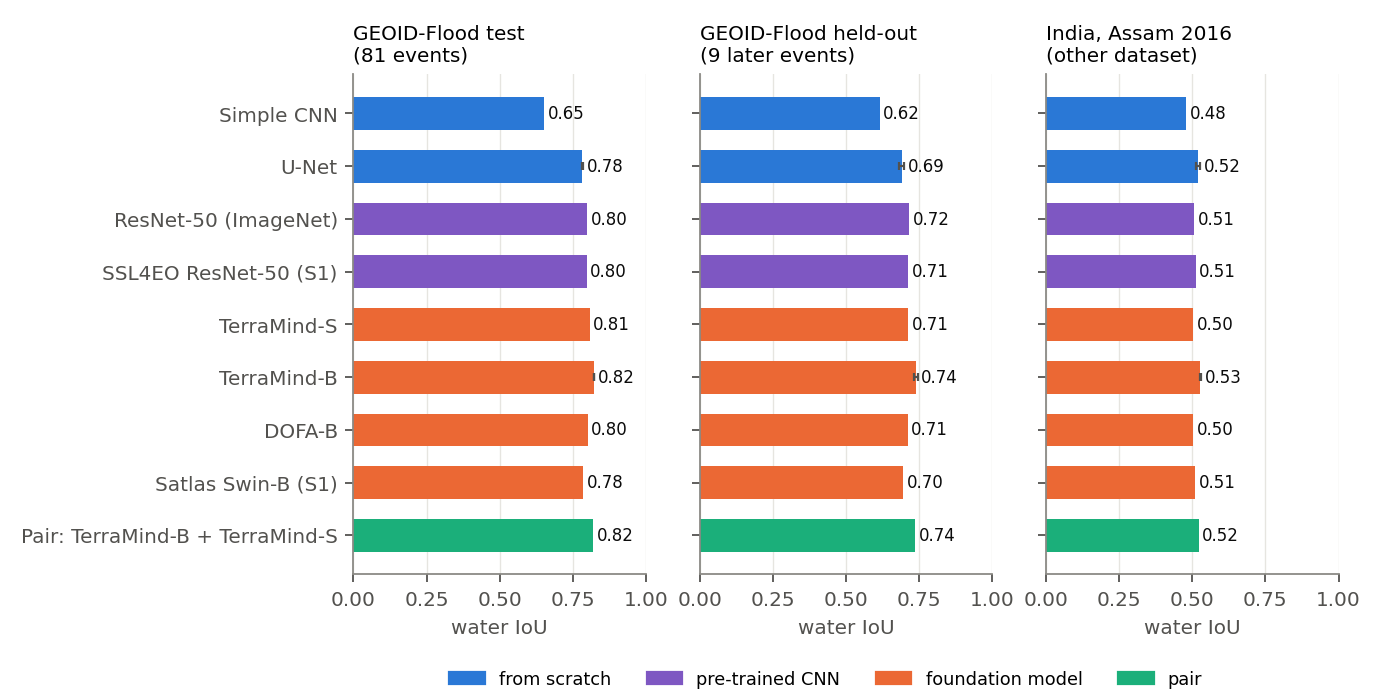 GEOID-Flood test
(81 events)
GEOID-Flood held-out
(9 later events)
India, Assam 2016
(other dataset)
Simple CNN 0.65 0.62 0.48
U-Net 0.78 0.69 0.52
ResNet-50 (ImageNet) 0.80 0.72 0.51
SSL4EO ResNet-50 (S1) 0.80 0.71 0.51
TerraMind-S 0.81 0.71 0.50
TerraMind-B 0.82 0.74 0.53
DOFA-B 0.80 0.71 0.50
Satlas Swin-B (S1) 0.78 0.70 0.51
Pair: TerraMind-B + TerraMind-S 0.82 0.74 0.52
0.00 0.25 0.50 0.75 1.00 0.00 0.25 0.50 0.75 1.00 0.00 0.25 0.50 0.75 1.00
water IoU water IoU water IoU
from scratch pre-trained CNN foundation model pair